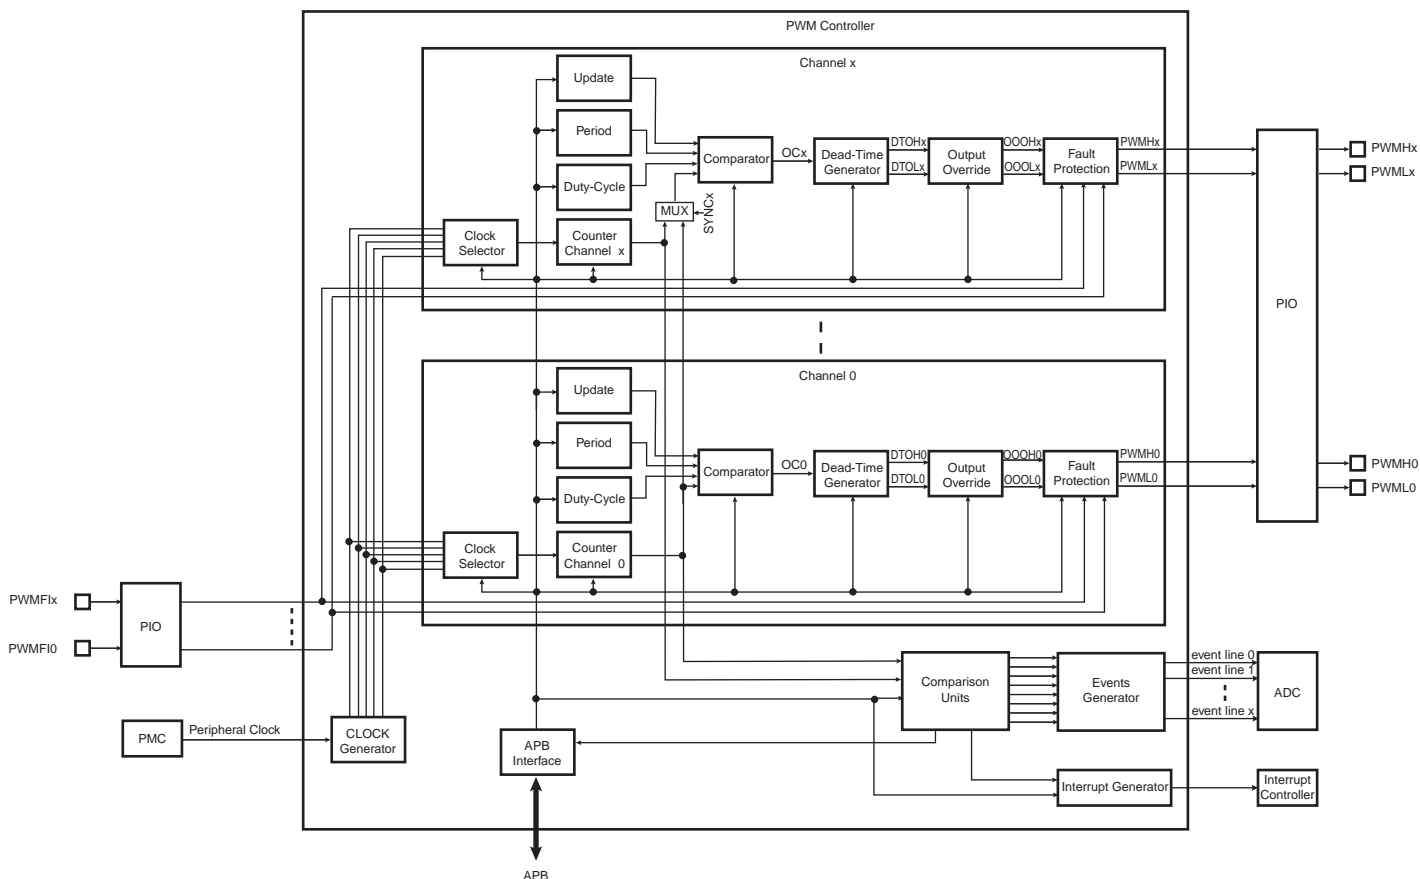 PWM Controller
Channel x
Update
Period
Comparator
OCx
Dead-Time
Generator
DTOHx
DTOLx
Output
Override
OOOHx
OOOLx
Fault
Protection
PWMHx
PWMLx
PWMHx
PWMLx
Duty-Cycle
MUX
SYNCx
Clock
Selector
Counter
Channel x
PIO
Channel 0
Update
Period
Comparator
OC0
Dead-Time
Generator
DTOH0
DTOL0
Output
Override
OOOH0
OOOL0
Fault
Protection
PWMH0
PWML0
PWMH0
PWML0
Duty-Cycle
Clock
Selector
Counter
Channel 0
PWMFIx
PWMFI0
PIO
Comparison
Units
Events
Generator
event line 0
event line 1
event line x
ADC
PMC
Peripheral Clock
CLOCK
Generator
APB
Interface
Interrupt Generator
Interrupt
Controller
APB